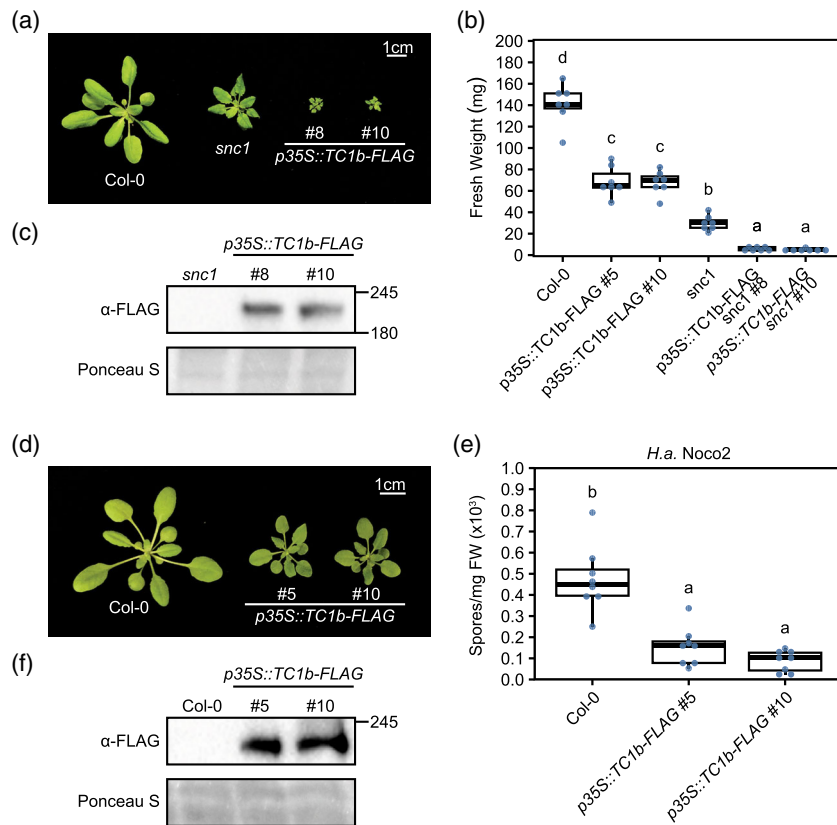 (a)
1cm
Col-0
snc1
#8 #10
p35S::TC1b-FLAG
(b)
Fresh Weight (mg)
200
180
160
140
120
100
80
60
40
20
0
d
c
c
b
a
a
Col-0
p35S::TC1b-FLAG #5
p35S::TC1b-FLAG #10
snc1
p35S::TC1b-FLAG
snc1 #8
p35S::TC1b-FLAG
snc1 #10
(c)
p35S::TC1b-FLAG
snc1 #8 #10
α-FLAG
245
180
Ponceau S
(d)
1cm
Col-0
#5 #10
p35S::TC1b-FLAG
(e)
H.a. Noco2
Spores/mg FW (x10³)
1.0
0.9
0.8
0.7
0.6
0.5
0.4
0.3
0.2
0.1
0.0
b
a
a
Col-0
p35S::TC1b-FLAG #5
p35S::TC1b-FLAG #10
(f)
p35S::TC1b-FLAG
Col-0 #5 #10
α-FLAG
245
Ponceau S